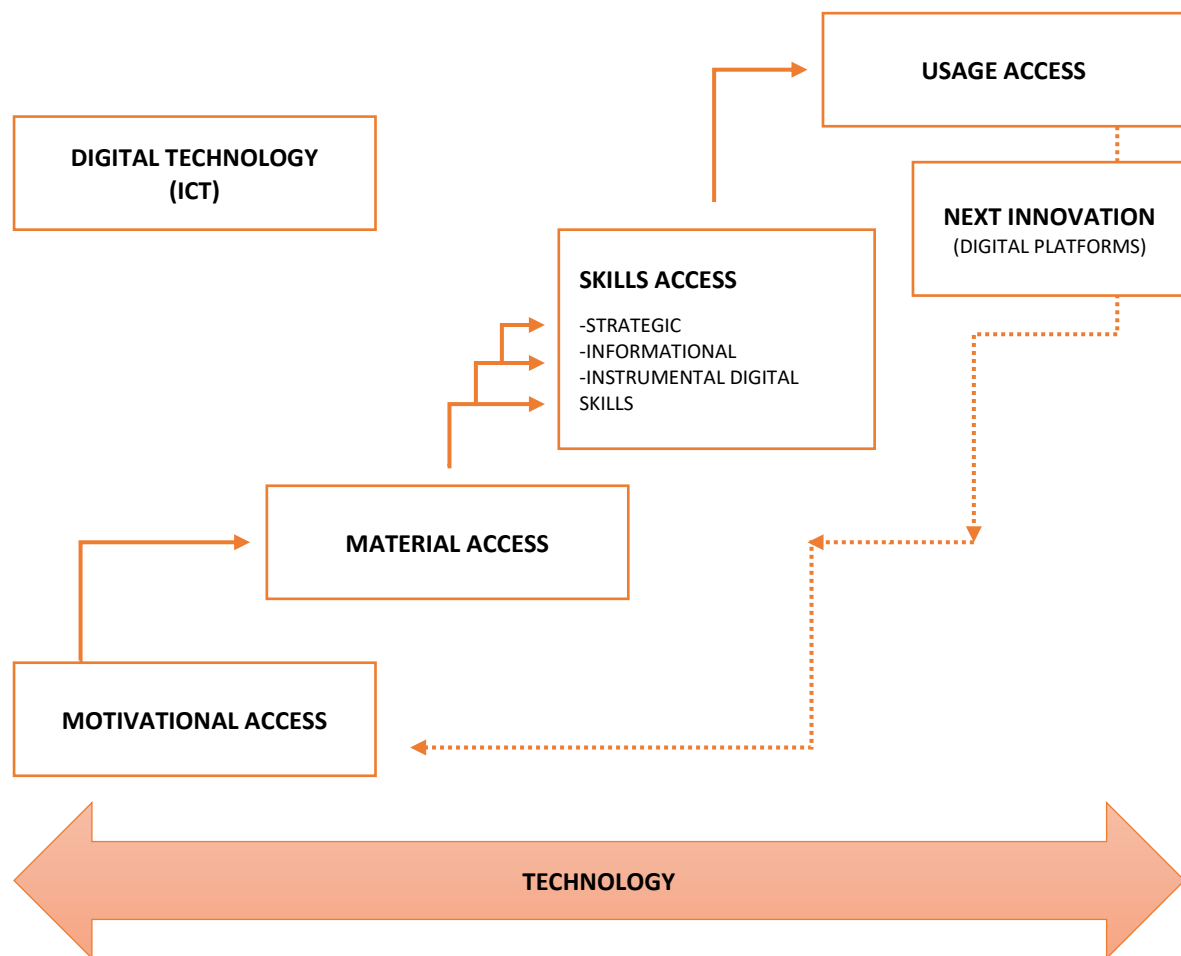 USAGE ACCESS
DIGITAL TECHNOLOGY
(ICT)
NEXT INNOVATION
(DIGITAL PLATFORMS)
SKILLS ACCESS
-STRATEGIC
-INFORMATIONAL
-INSTRUMENTAL DIGITAL
SKILLS
MATERIAL ACCESS
MOTIVATIONAL ACCESS
TECHNOLOGY